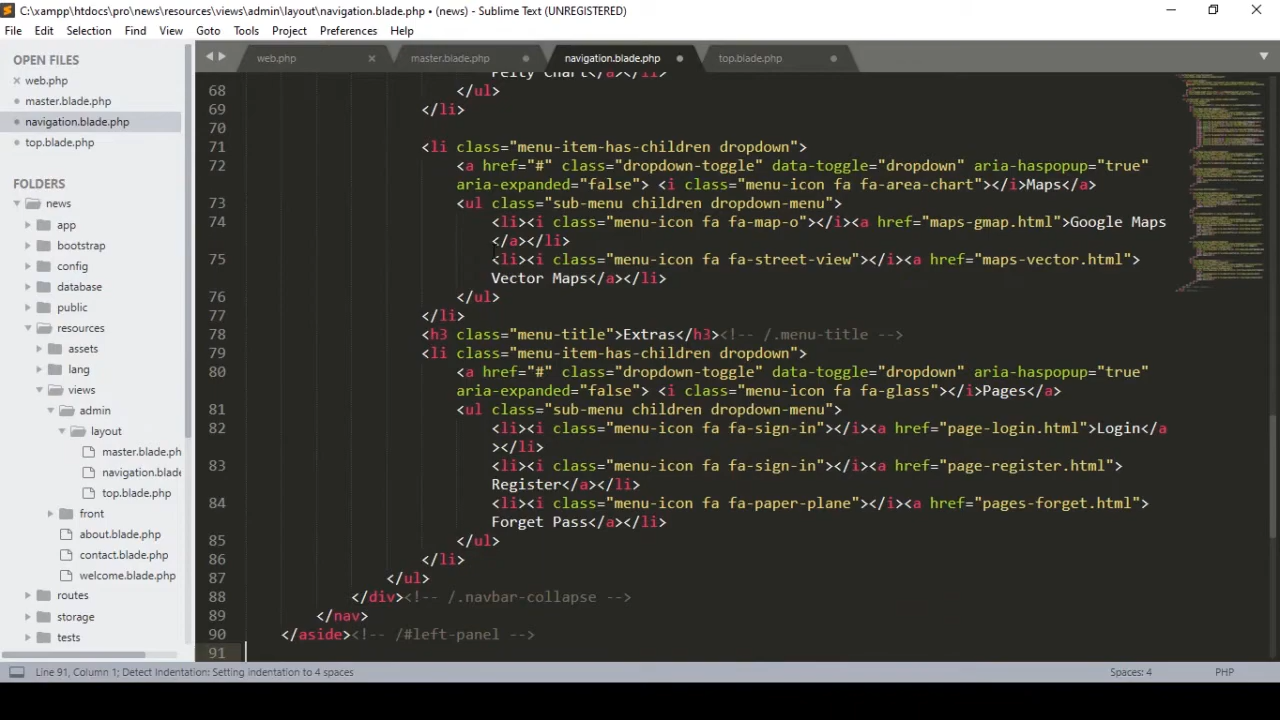 C:\xampp\htdocs\pro\news\resources\views\admin\layout\navigation.blade.php • (news) - Sublime Text (UNREGISTERED)
File Edit Selection Find View Goto Tools Project Preferences Help
OPEN FILES
web.php
master.blade.php
navigation.blade.php
top.blade.php
FOLDERS
news
app
bootstrap
config
database
public
resources
assets
lang
views
admin
layout
master.blade.ph
navigation.blade
top.blade.php
front
about.blade.php
contact.blade.php
welcome.blade.php
routes
storage
tests
web.php master.blade.php navigation.blade.php top.blade.php
Peity Chart</a></li>
68 </ul>
69 </li>
70
71 <li class="menu-item-has-children dropdown">
72 <a href="#" class="dropdown-toggle" data-toggle="dropdown" aria-haspopup="true"
aria-expanded="false"> <i class="menu-icon fa fa-area-chart"></i>Maps</a>
73 <ul class="sub-menu children dropdown-menu">
74 <li><i class="menu-icon fa fa-map-o"></i><a href="maps-gmap.html">Google Maps
</a></li>
75 <li><i class="menu-icon fa fa-street-view"></i><a href="maps-vector.html">
Vector Maps</a></li>
76 </ul>
77 </li>
78 <h3 class="menu-title">Extras</h3><!-- /.menu-title -->
79 <li class="menu-item-has-children dropdown">
80 <a href="#" class="dropdown-toggle" data-toggle="dropdown" aria-haspopup="true"
aria-expanded="false"> <i class="menu-icon fa fa-glass"></i>Pages</a>
81 <ul class="sub-menu children dropdown-menu">
82 <li><i class="menu-icon fa fa-sign-in"></i><a href="page-login.html">Login</a
></li>
83 <li><i class="menu-icon fa fa-sign-in"></i><a href="page-register.html">
Register</a></li>
84 <li><i class="menu-icon fa fa-paper-plane"></i><a href="pages-forget.html">
Forget Pass</a></li>
85 </ul>
86 </li>
87 </ul>
88 </div><!-- /.navbar-collapse -->
89 </nav>
90 </aside><!-- /#left-panel -->
91
Line 91, Column 1; Detect Indentation: Setting indentation to 4 spaces Spaces: 4 PHP